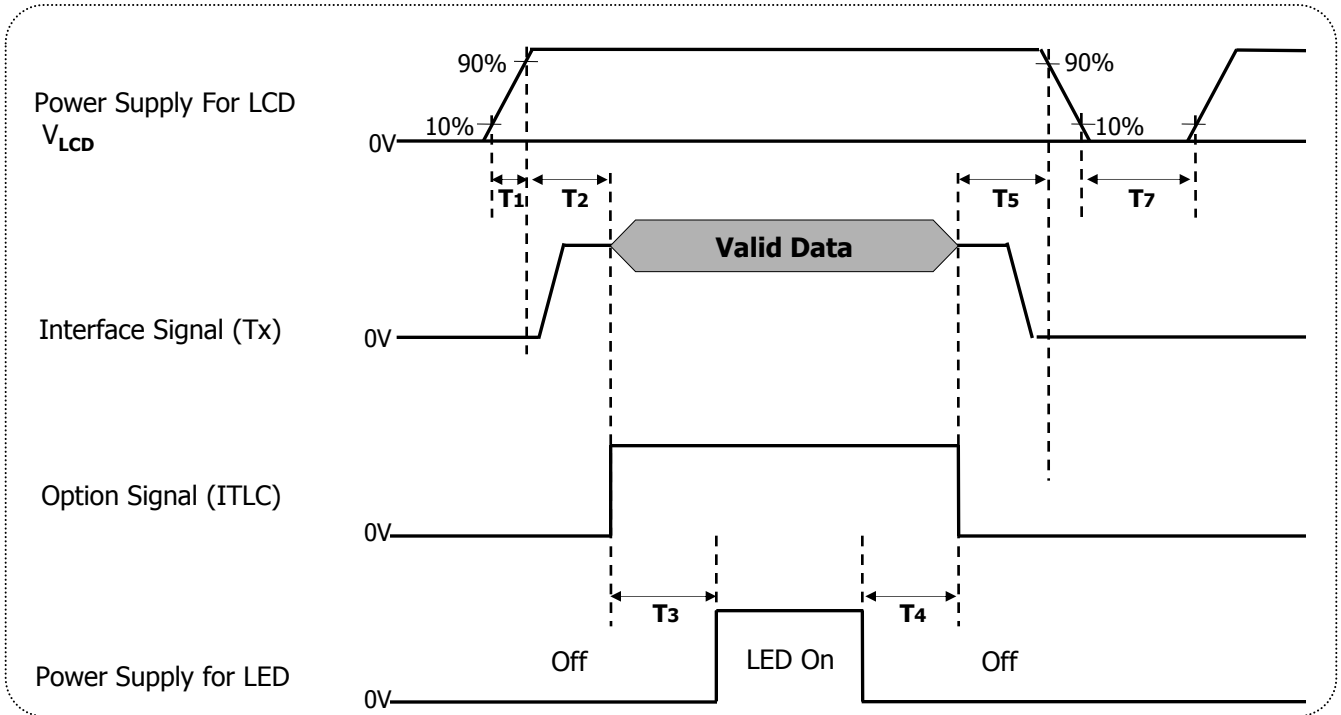 90% 90%
Power Supply For LCD
VLCD
10% 10%
0V
T1 T2 T5 T7
Valid Data
Interface Signal (Tx) 0V
Option Signal (ITLC)
0V
T3 T4
Off LED On Off
Power Supply for LED
0V